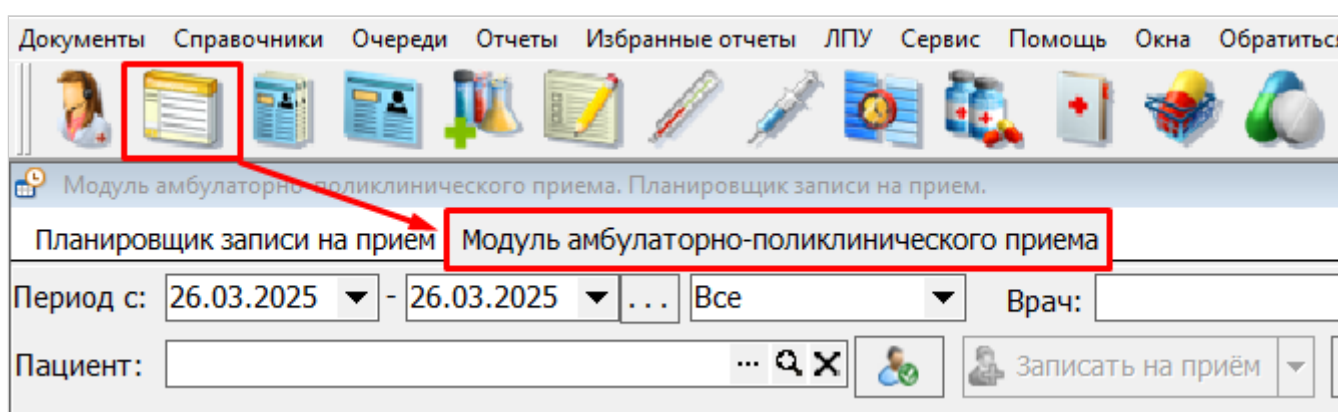 Документы Справочники Очереди Отчеты Избранные отчеты ЛПУ Сервис Помощь Окна Обратитьс
Модуль амбулаторно-поликлинического приема. Планировщик записи на прием.
Планировщик записи на прием Модуль амбулаторно-поликлинического приема
Период с: 26.03.2025 - 26.03.2025 ... Все Врач:
Пациент: ... Записать на приём